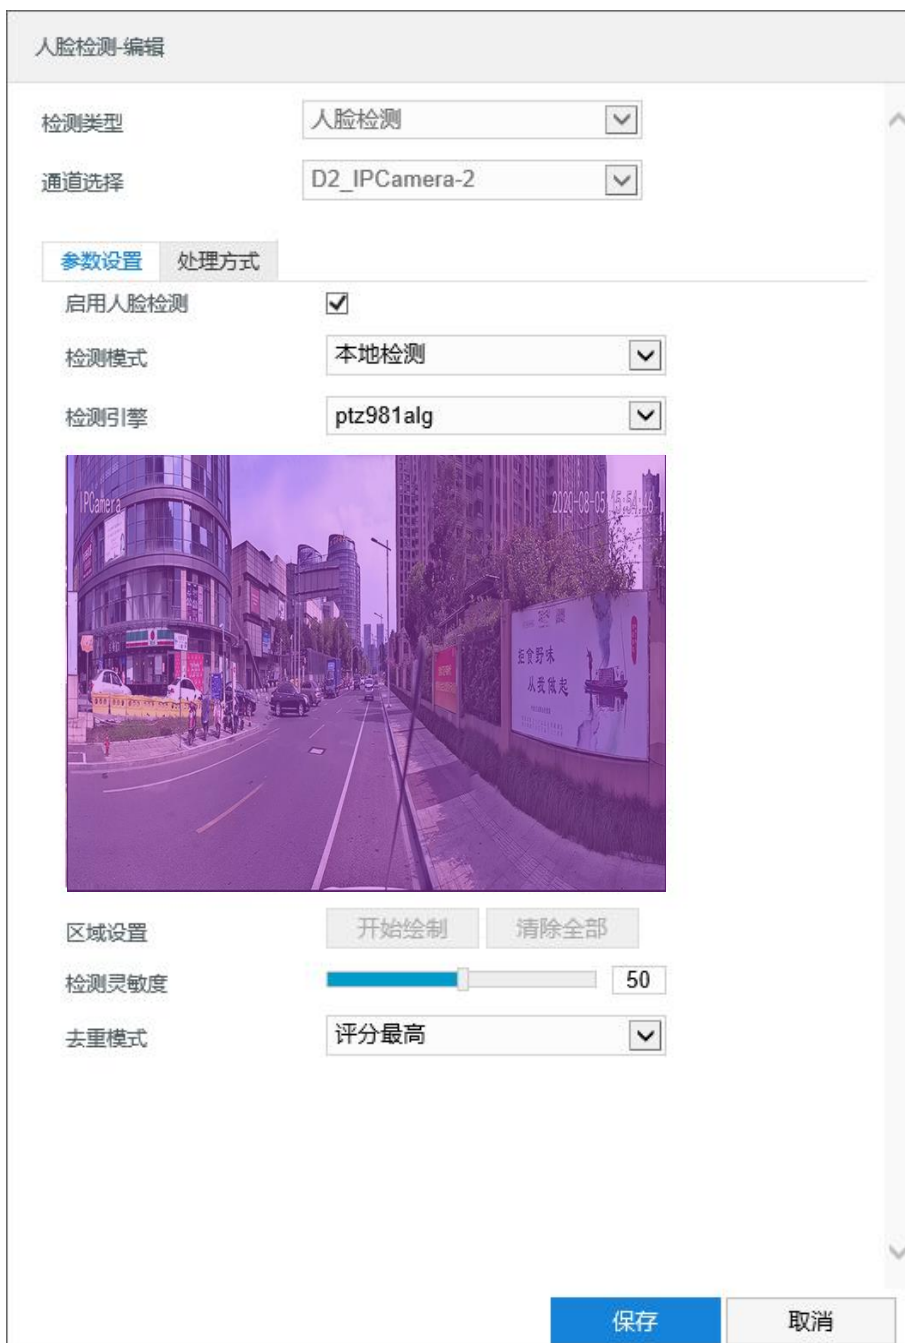 人脸检测-编辑
检测类型 人脸检测
通道选择 D2_IPCamera-2
参数设置 处理方式
启用人脸检测
检测模式 本地检测
检测引擎 ptz981alg
IPCamera 2020-08-05 15:54:46
拒食野味
从我做起
区域设置 开始绘制 清除全部
检测灵敏度 50
去重模式 评分最高
保存 取消